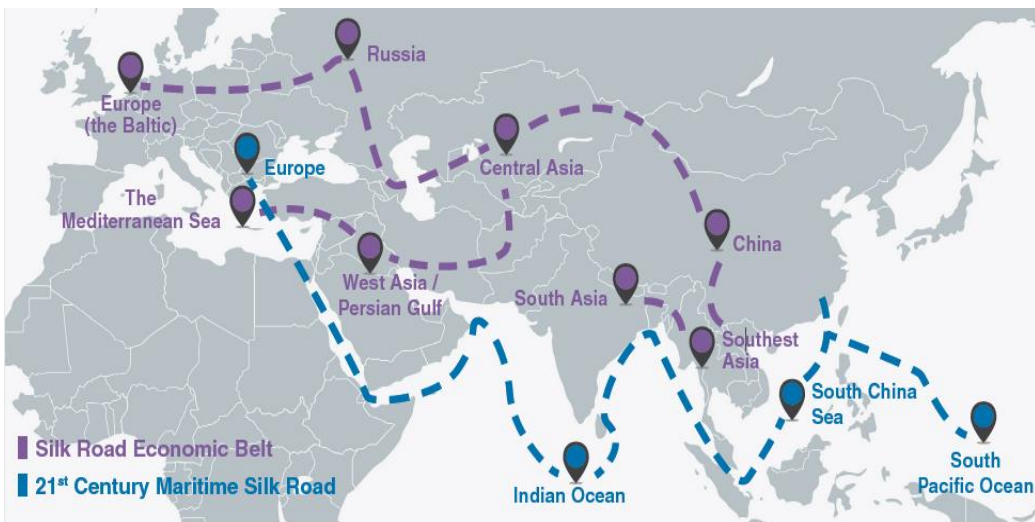 Russia
Europe
(the Baltic)
Europe
Central Asia
The
Mediterranean Sea
China
West Asia /
Persian Gulf
South Asia
Southest
Asia
South China
Sea
Silk Road Economic Belt
21st Century Maritime Silk Road
Indian Ocean
South
Pacific Ocean